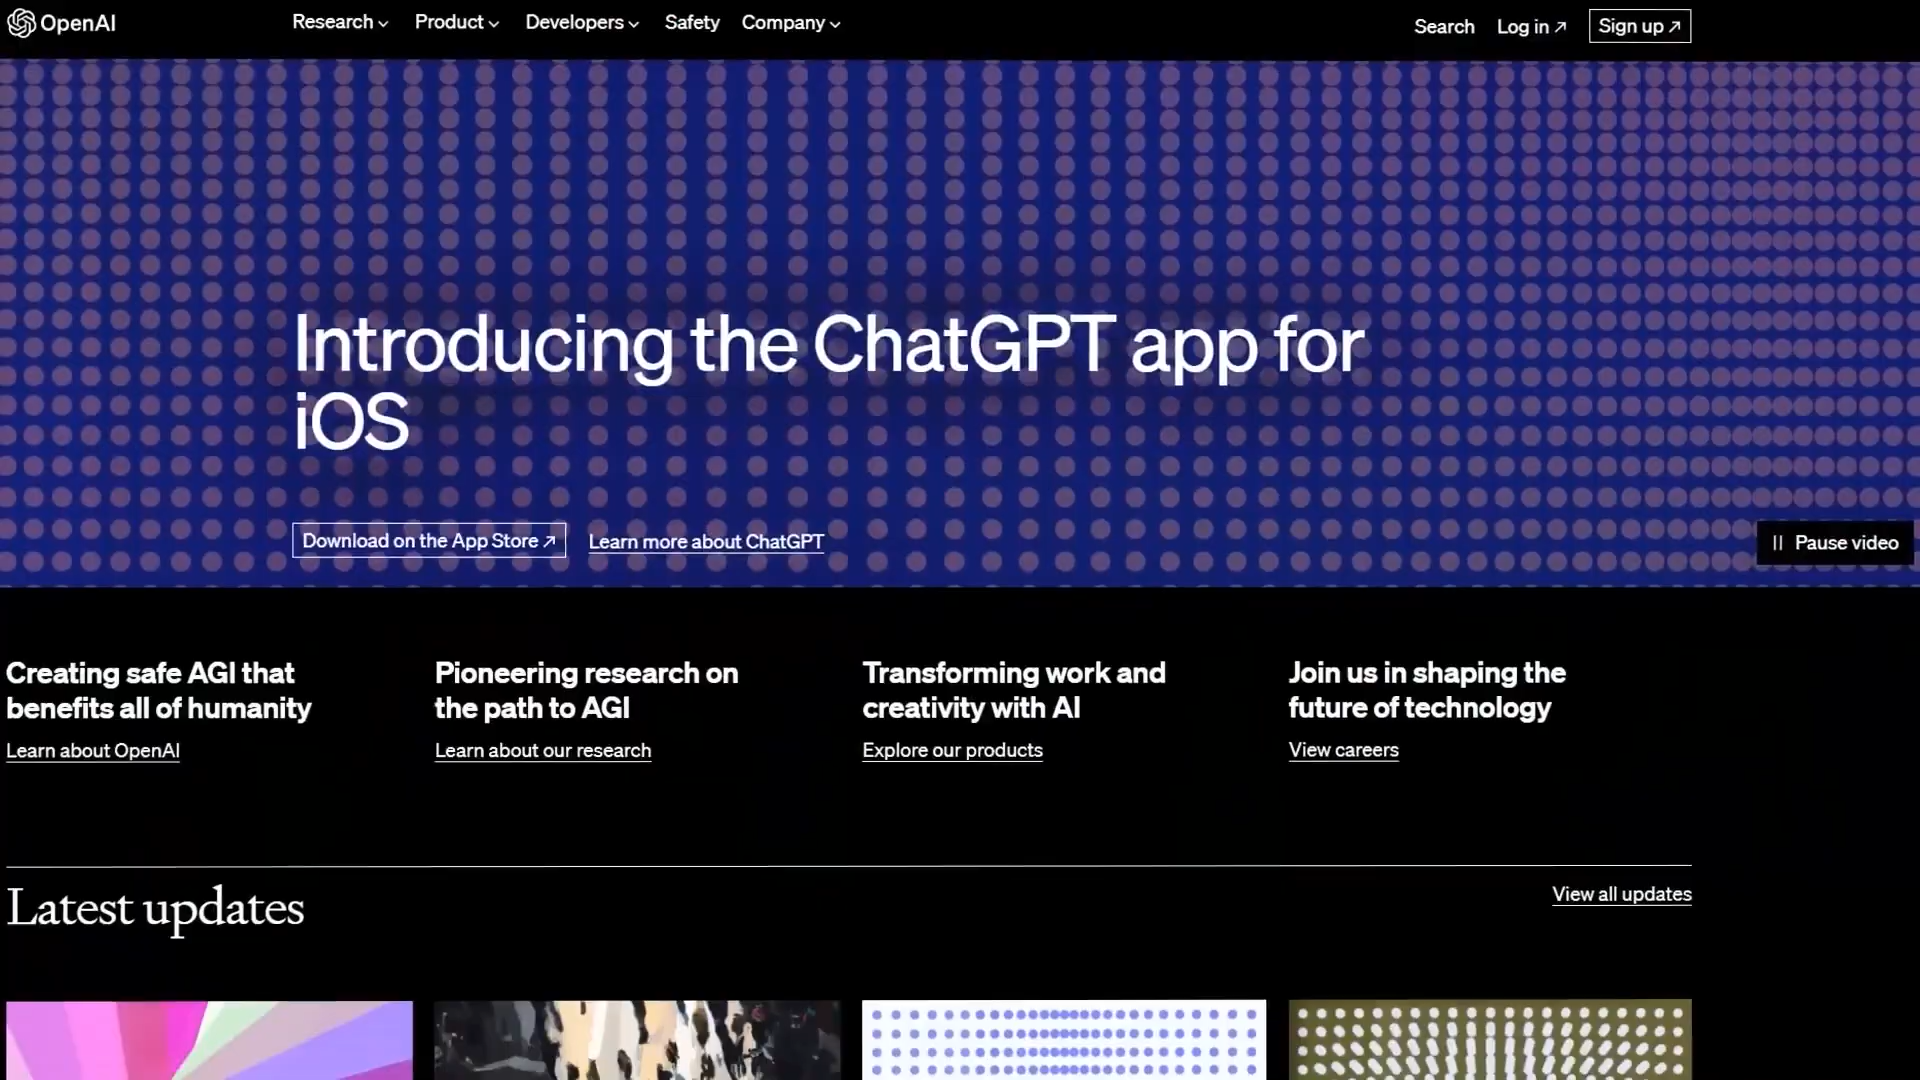 OpenAI
Research
Product
Developers
Safety
Company
Search
Log in ↗
Sign up ↗
Introducing the ChatGPT app for
iOS
Download on the App Store ↗
Learn more about ChatGPT
Pause video
Creating safe AGI that
benefits all of humanity
Learn about OpenAI
Pioneering research on
the path to AGI
Learn about our research
Transforming work and
creativity with AI
Explore our products
Join us in shaping the
future of technology
View careers
Latest updates
View all updates